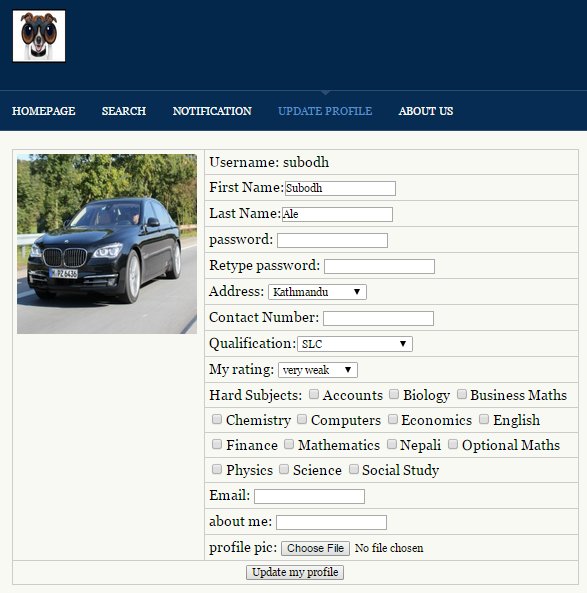 HOMEPAGE SEARCH NOTIFICATION UPDATE PROFILE ABOUT US
Username: subodh
First Name: Subodh
Last Name: Ale
password:
Retype password:
Address: Kathmandu
Contact Number:
Qualification: SLC
My rating: very weak
Hard Subjects: Accounts Biology Business Maths
Chemistry Computers Economics English
Finance Mathematics Nepali Optional Maths
Physics Science Social Study
Email:
about me:
profile pic: Choose File No file chosen
Update my profile
M·PZ 6436